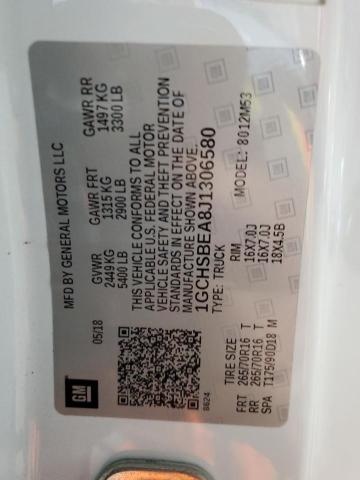 GM
MFD BY GENERAL MOTORS LLC
05/18
GVWR GAWR FRT GAWR RR
2449 KG 1315 KG 1497 KG
5400 LB 2900 LB 3300 LB
THIS VEHICLE CONFORMS TO ALL
APPLICABLE U.S. FEDERAL MOTOR
VEHICLE SAFETY AND THEFT PREVENTION
STANDARDS IN EFFECT ON THE DATE OF
MANUFACTURE SHOWN ABOVE.
1GCHSBEA8J1306580
TYPE: TRUCK MODEL: 8012M53
8624
TIRE SIZE RIM
FRT 265/70R16 T 16X7.0J
RR 265/70R16 T 16X7.0J
SPA T175/90D18 M 18X4.5B